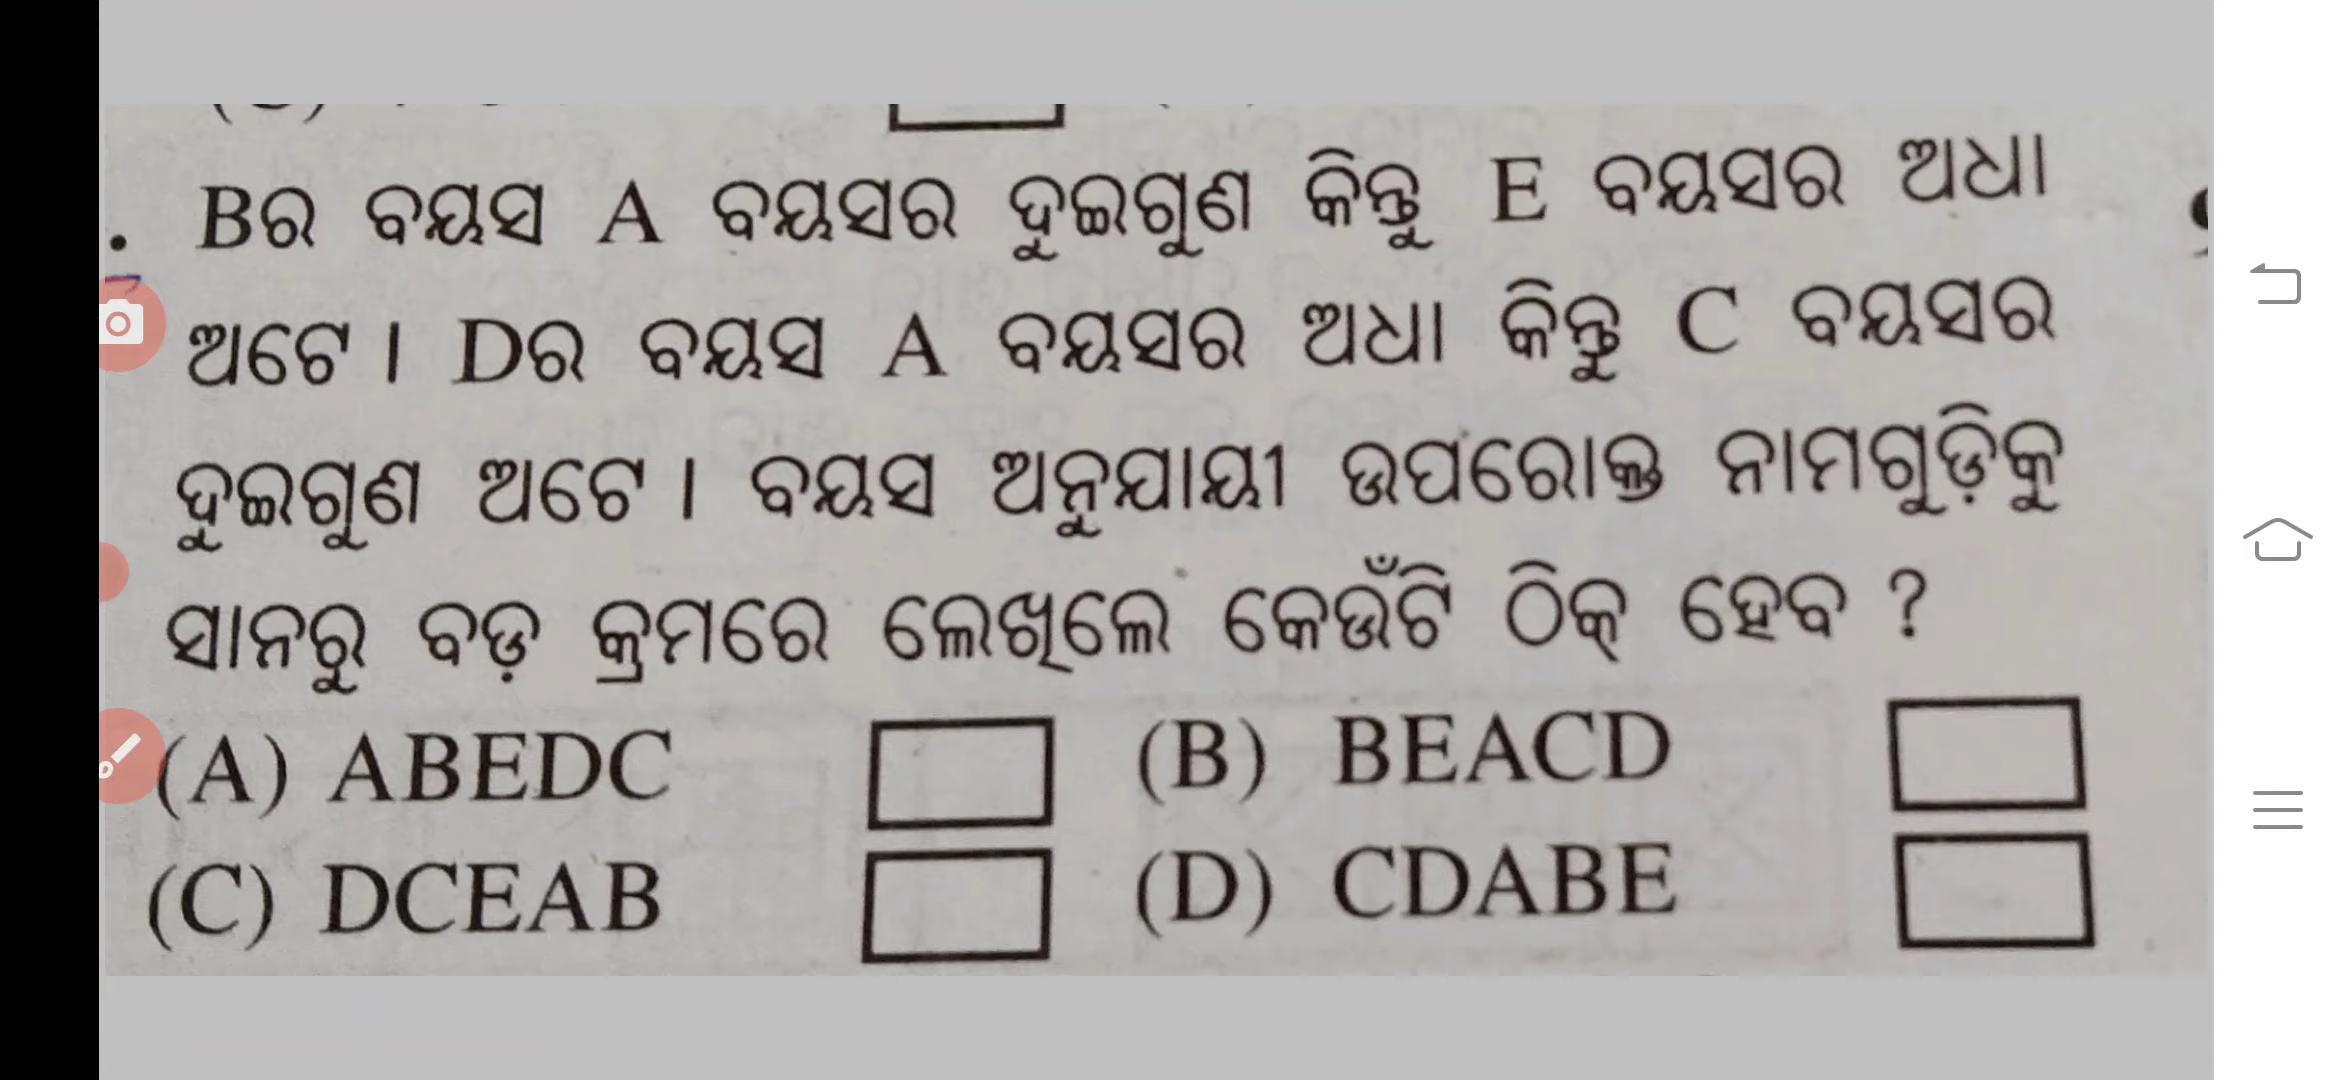 . Bର ବୟସ A ବୟସର ଦୁଇଗୁଣ କିନ୍ତୁ E ବୟସର ଅଧା
ଅଟେ । Dର ବୟସ A ବୟସର ଅଧା କିନ୍ତୁ C ବୟସର
ଦୁଇଗୁଣ ଅଟେ । ବୟସ ଅନୁଯାୟୀ ଉପରୋକ୍ତ ନାମଗୁଡ଼ିକୁ
ସାନରୁ ବଡ଼ କ୍ରମରେ ଲେଖିଲେ କେଉଁଟି ଠିକ୍ ହେବ ?
(A) ABEDC (B) BEACD
(C) DCEAB (D) CDABE